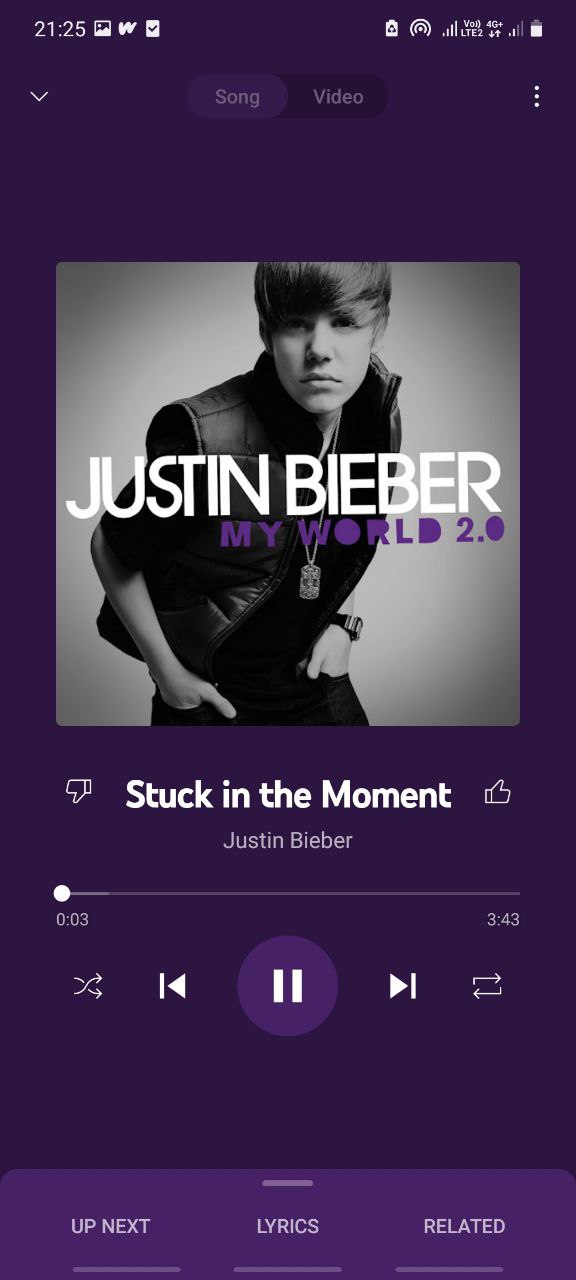 21:25
Vo)) 4G+
LTE2
Song Video
JUSTIN BIEBER
MY WORLD 2.0
Stuck in the Moment
Justin Bieber
0:03 3:43
UP NEXT LYRICS RELATED